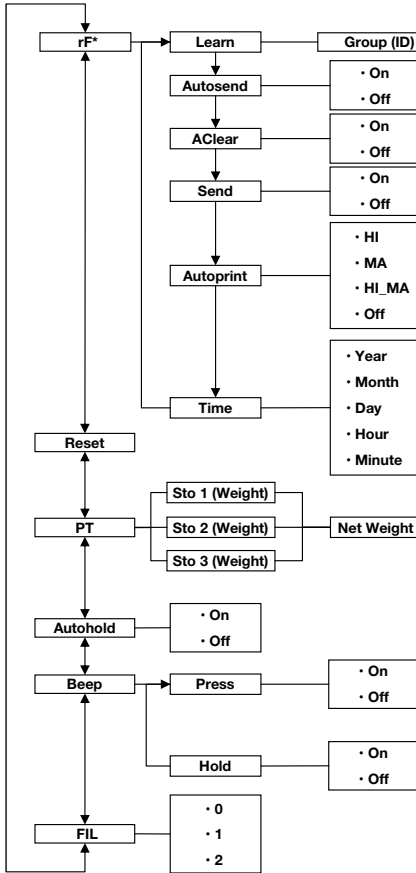 rF*
Learn
Group (ID)
Autosend
· On
· Off
AClear
· On
· Off
Send
· On
· Off
Autoprint
· HI
· MA
· HI_MA
· Off
Time
· Year
· Month
· Day
· Hour
· Minute
Reset
PT
Sto 1 (Weight)
Sto 2 (Weight)
Sto 3 (Weight)
Net Weight
Autohold
· On
· Off
Beep
Press
· On
· Off
Hold
· On
· Off
FIL
· 0
· 1
· 2